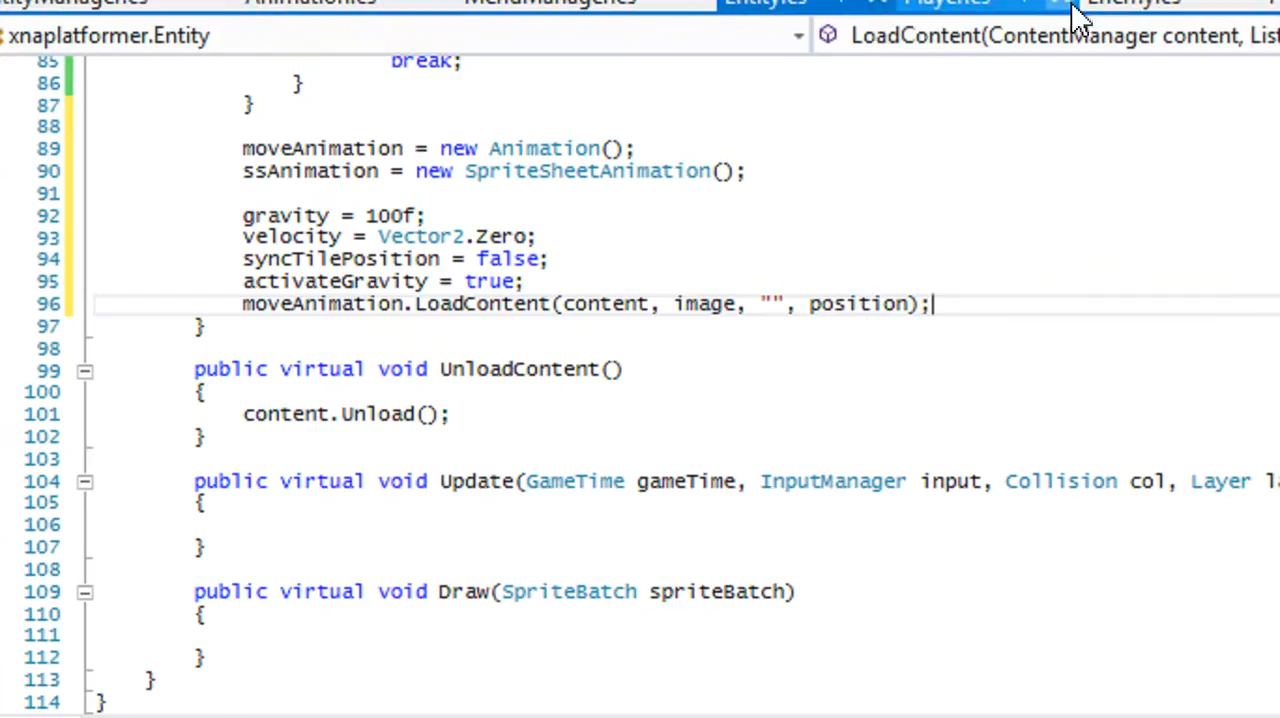 xnaplatformer.Entity
LoadContent(ContentManager content, List
85 break;
86 }
87 }
88
89 moveAnimation = new Animation();
90 ssAnimation = new SpriteSheetAnimation();
91
92 gravity = 100f;
93 velocity = Vector2.Zero;
94 syncTilePosition = false;
95 activateGravity = true;
96 moveAnimation.LoadContent(content, image, "", position);
97 }
98
99 public virtual void UnloadContent()
100 {
101 content.Unload();
102 }
103
104 public virtual void Update(GameTime gameTime, InputManager input, Collision col, Layer la
105 {
106
107 }
108
109 public virtual void Draw(SpriteBatch spriteBatch)
110 {
111
112 }
113 }
114 }